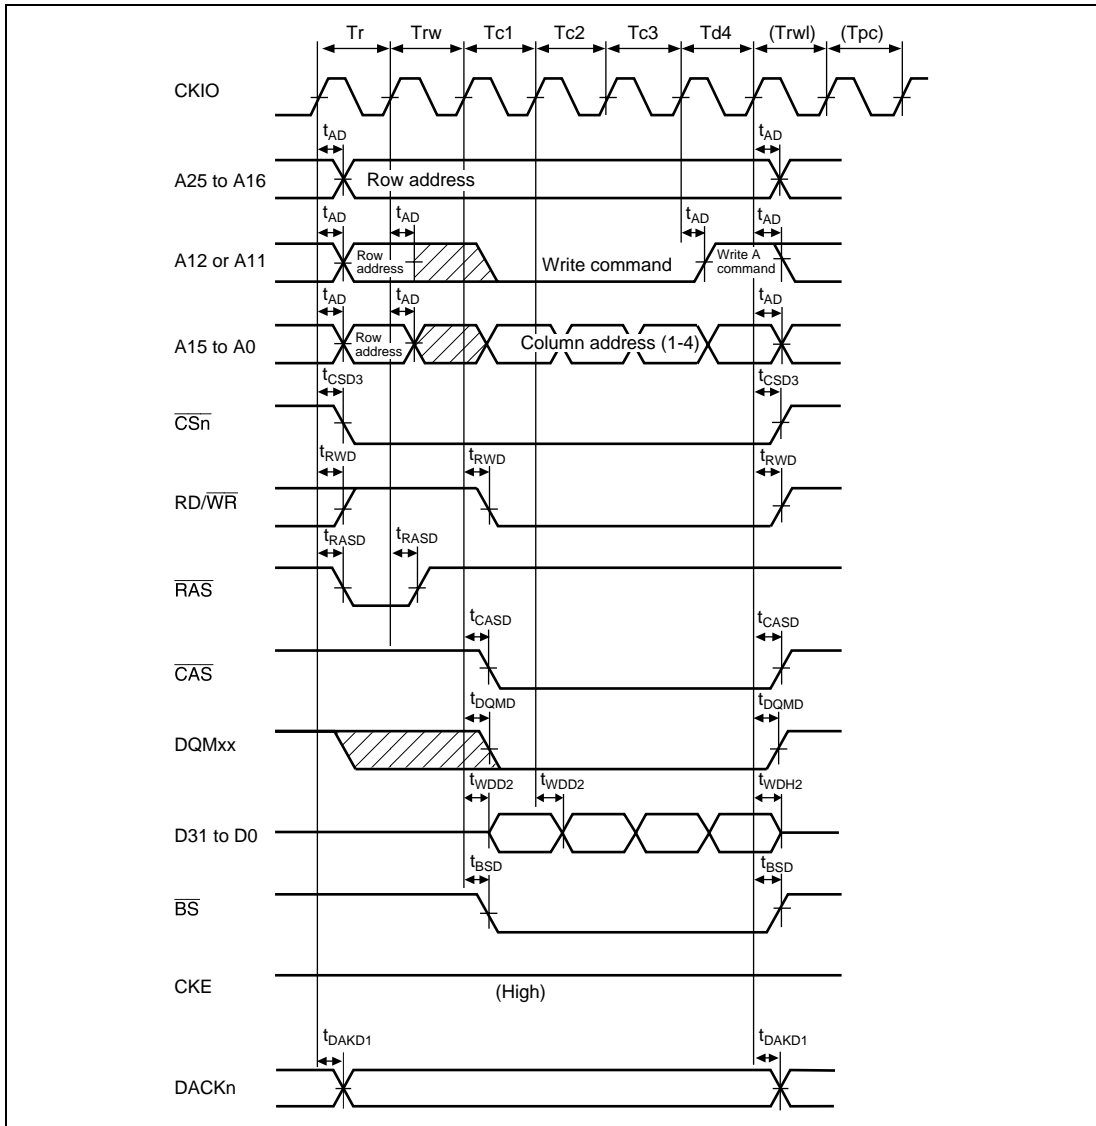 Tr Trw Tc1 Tc2 Tc3 Td4 (Trwl) (Tpc)
CKIO
tAD tAD
A25 to A16 Row address
tAD tAD tAD tAD
A12 or A11 Row address Write command Write A command
tAD tAD tAD
A15 to A0 Row address Column address (1-4)
tCSD3 tCSD3
CSn
tRWD tRWD tRWD
RD/WR
tRASD tRASD
RAS
tCASD tCASD
CAS
tDQMD tDQMD
DQMxx
tWDD2 tWDD2 tWDH2
D31 to D0
tBSD tBSD
BS
CKE
(High)
tDAKD1 tDAKD1
DACKn